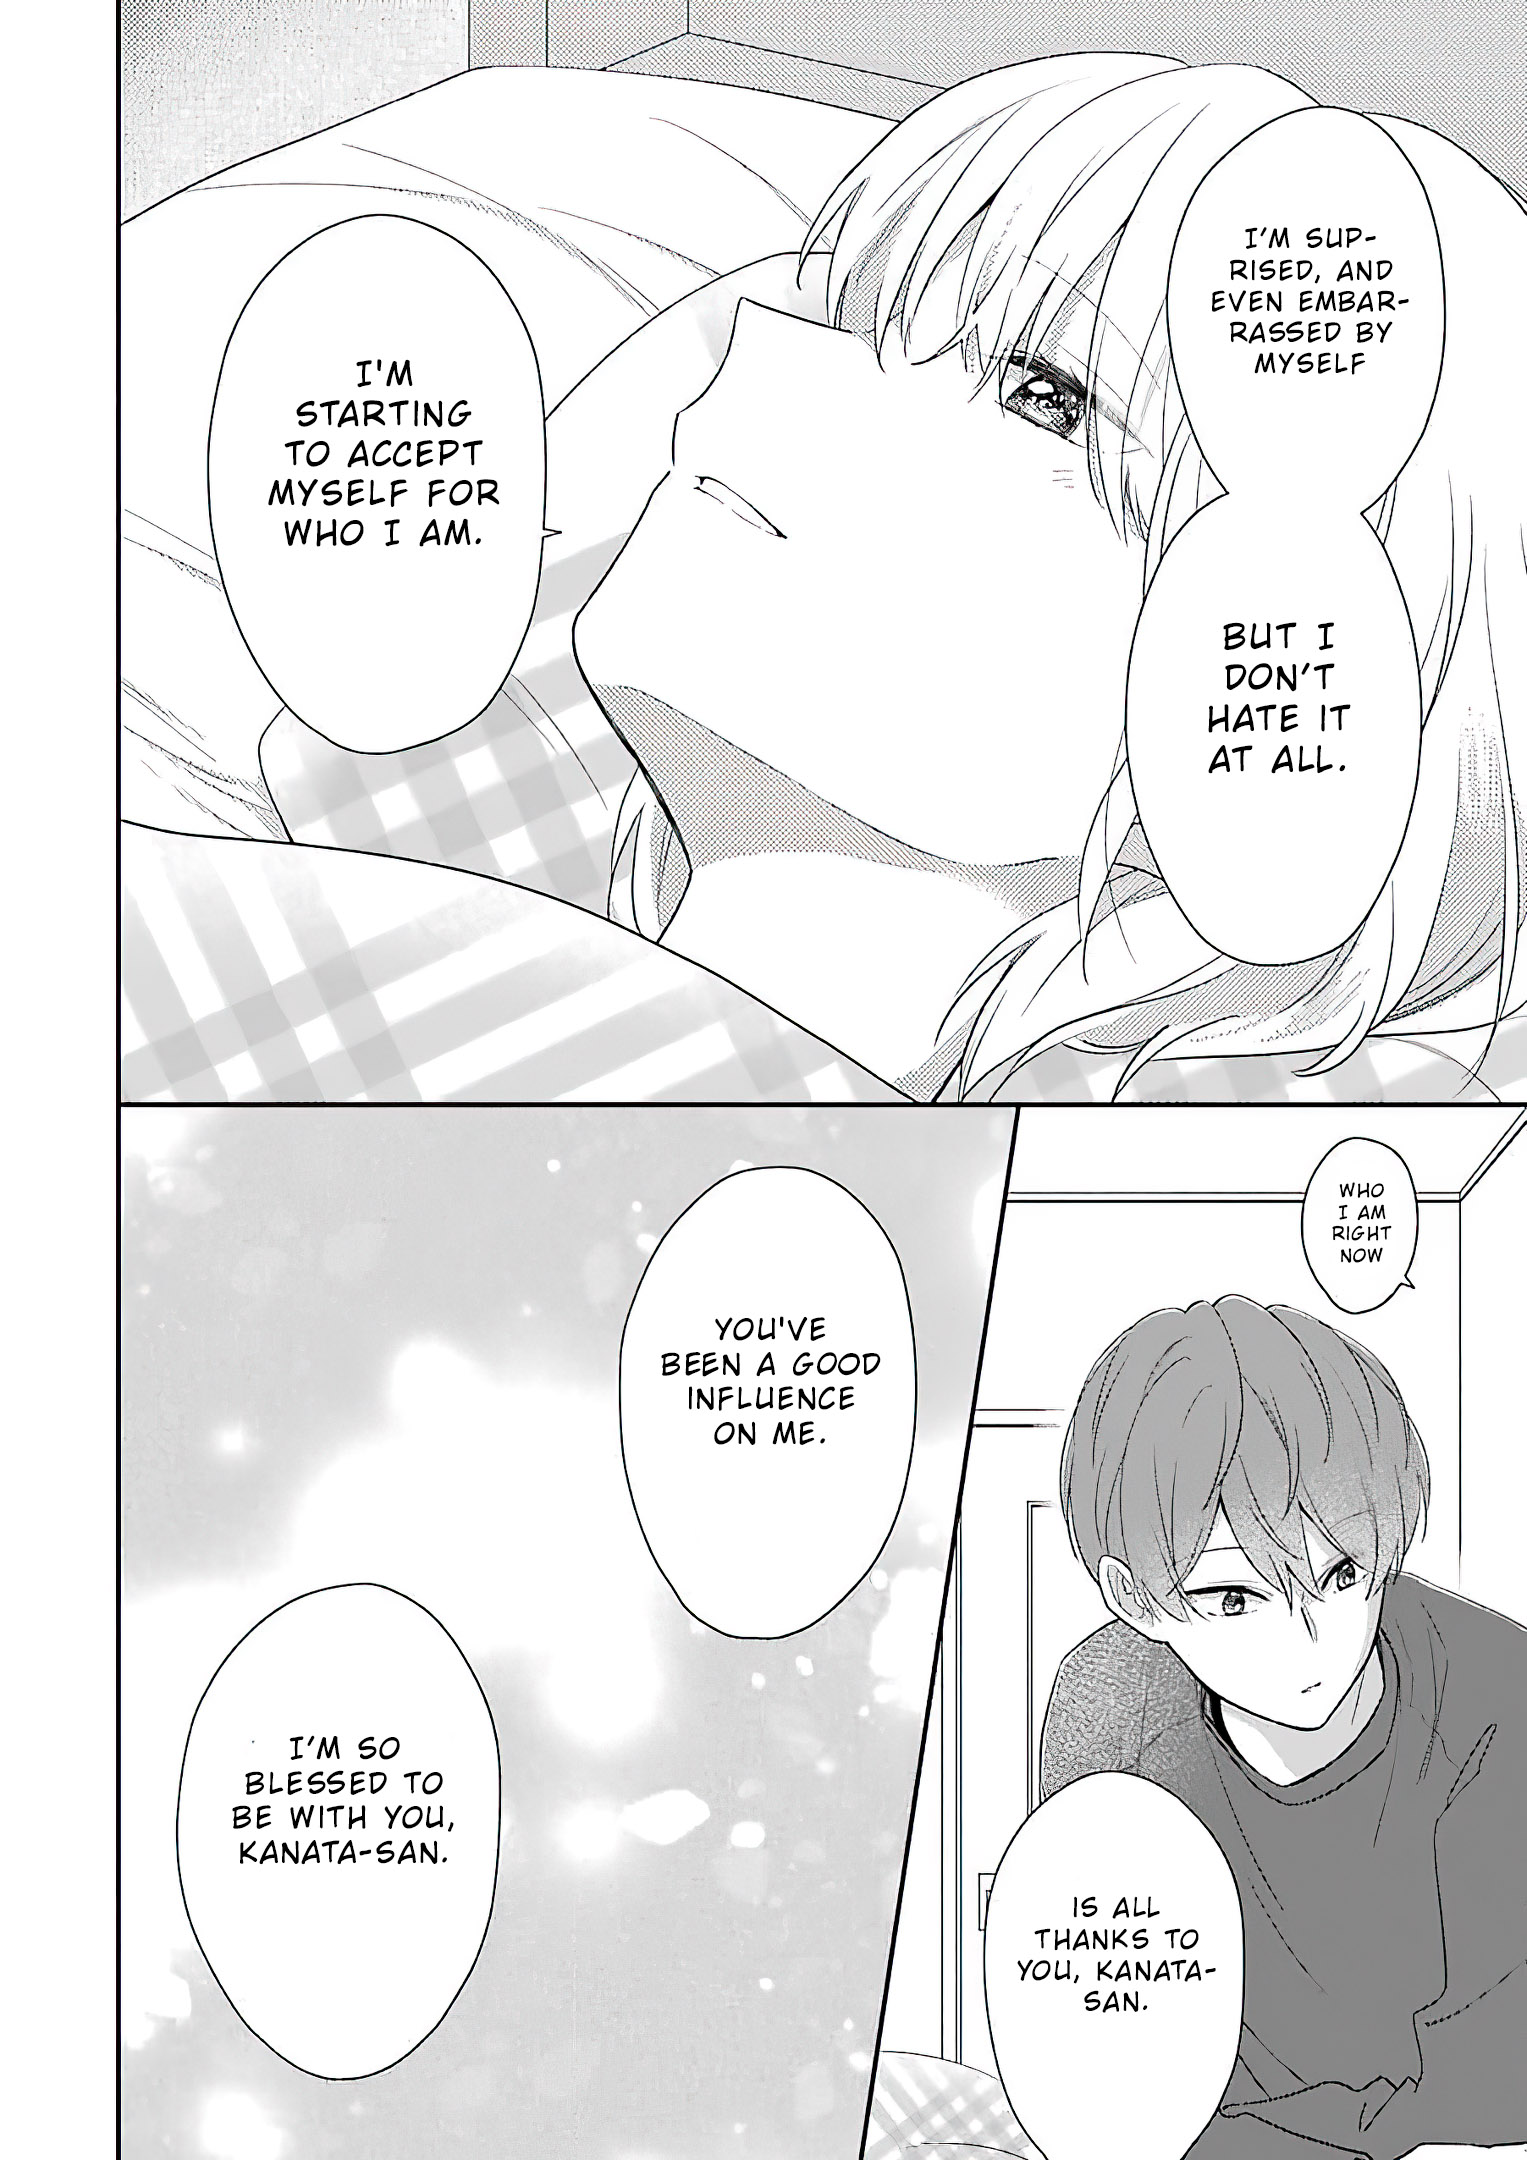 I'M SUP-
RISED, AND
EVEN EMBAR-
RASSED BY
MYSELF
BUT I
DON'T
HATE IT
AT ALL.
I'M
STARTING
TO ACCEPT
MYSELF FOR
WHO I AM.
WHO
I AM
RIGHT
NOW
IS ALL
THANKS TO
YOU, KANATA-
SAN.
YOU'VE
BEEN A GOOD
INFLUENCE
ON ME.
I'M SO
BLESSED TO
BE WITH YOU,
KANATA-SAN.